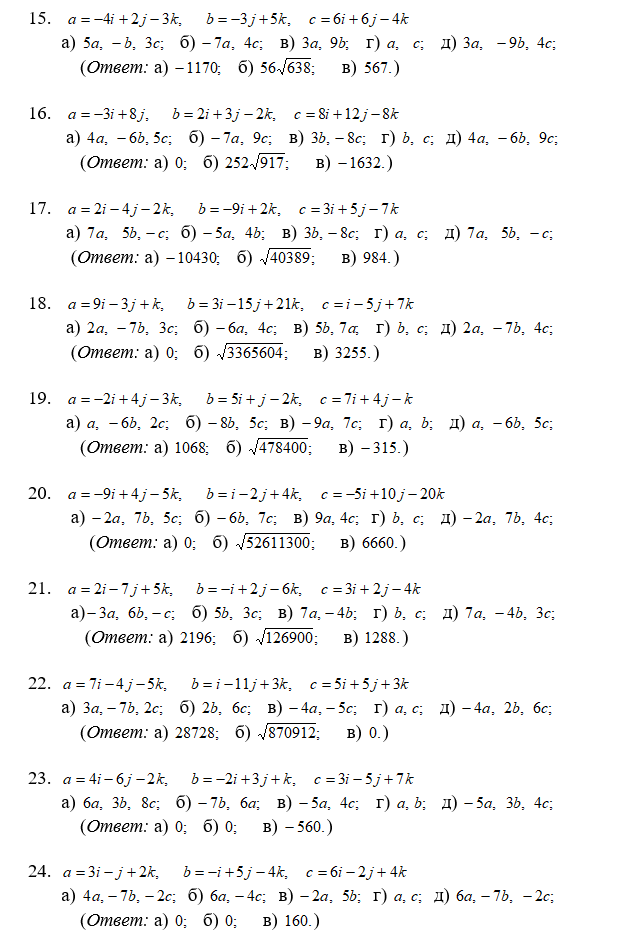 15. a = −4i + 2j − 3k, b = −3j + 5k, c = 6i + 6j − 4k
а) 5a, −b, 3c; б) −7a, 4c; в) 3a, 9b; г) a, c; д) 3a, −9b, 4c;
(Ответ: а) −1170; б) 56√638; в) 567.)
16. a = −3i + 8j, b = 2i + 3j − 2k, c = 8i + 12j − 8k
а) 4a, −6b, 5c; б) −7a, 9c; в) 3b, −8c; г) b, c; д) 4a, −6b, 9c;
(Ответ: а) 0; б) 252√917; в) −1632.)
17. a = 2i − 4j − 2k, b = −9i + 2k, c = 3i + 5j − 7k
а) 7a, 5b, −c; б) −5a, 4b; в) 3b, −8c; г) a, c; д) 7a, 5b, −c;
(Ответ: а) −10430; б) √40389; в) 984.)
18. a = 9i − 3j + k, b = 3i − 15j + 21k, c = i − 5j + 7k
а) 2a, −7b, 3c; б) −6a, 4c; в) 5b, 7a; г) b, c; д) 2a, −7b, 4c;
(Ответ: а) 0; б) √3365604; в) 3255.)
19. a = −2i + 4j − 3k, b = 5i + j − 2k, c = 7i + 4j − k
а) a, −6b, 2c; б) −8b, 5c; в) −9a, 7c; г) a, b; д) a, −6b, 5c;
(Ответ: а) 1068; б) √478400; в) −315.)
20. a = −9i + 4j − 5k, b = i − 2j + 4k, c = −5i + 10j − 20k
а) −2a, 7b, 5c; б) −6b, 7c; в) 9a, 4c; г) b, c; д) −2a, 7b, 4c;
(Ответ: а) 0; б) √52611300; в) 6660.)
21. a = 2i − 7j + 5k, b = −i + 2j − 6k, c = 3i + 2j − 4k
а) −3a, 6b, −c; б) 5b, 3c; в) 7a, −4b; г) b, c; д) 7a, −4b, 3c;
(Ответ: а) 2196; б) √126900; в) 1288.)
22. a = 7i − 4j − 5k, b = i − 11j + 3k, c = 5i + 5j + 3k
а) 3a, −7b, 2c; б) 2b, 6c; в) −4a, −5c; г) a, c; д) −4a, 2b, 6c;
(Ответ: а) 28728; б) √870912; в) 0.)
23. a = 4i − 6j − 2k, b = −2i + 3j + k, c = 3i − 5j + 7k
а) 6a, 3b, 8c; б) −7b, 6a; в) −5a, 4c; г) a, b; д) −5a, 3b, 4c;
(Ответ: а) 0; б) 0; в) −560.)
24. a = 3i − j + 2k, b = −i + 5j − 4k, c = 6i − 2j + 4k
а) 4a, −7b, −2c; б) 6a, −4c; в) −2a, 5b; г) a, c; д) 6a, −7b, −2c;
(Ответ: а) 0; б) 0; в) 160.)